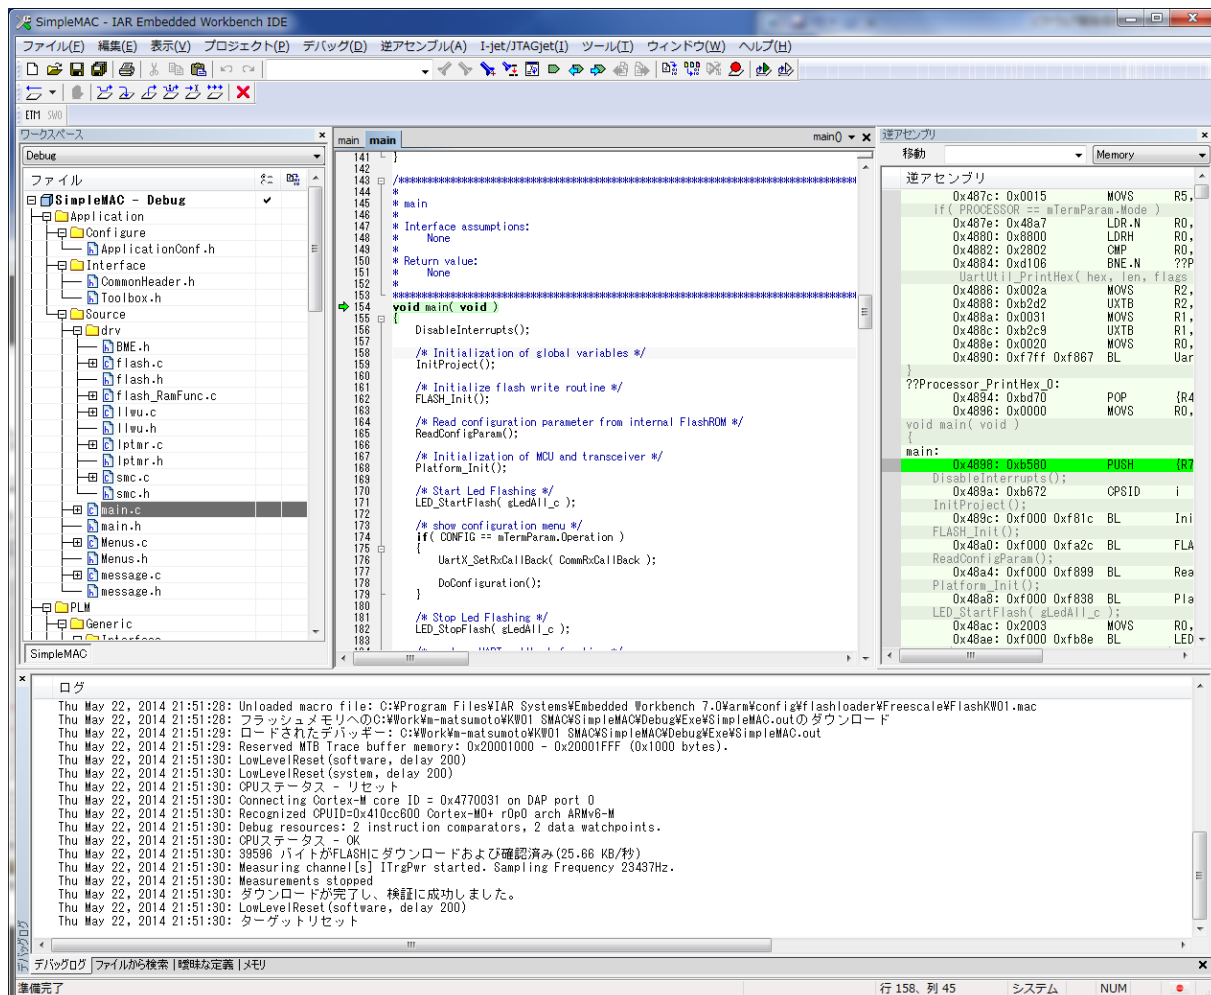 SimpleMAC - IAR Embedded Workbench IDE
ファイル(F) 編集(E) 表示(V) プロジェクト(P) デバッグ(D) 逆アセンブル(A) I-jet/JTAGjet(I) ツール(T) ウィンドウ(W) ヘルプ(H)
ETM SWO
ワークスペース
Debug
ファイル
SimpleMAC - Debug
Application
Configure
ApplicationConf.h
Interface
CommonHeader.h
Toolbox.h
Source
drv
BME.h
flash.c
flash.h
flash_RamFunc.c
llwu.c
llwu.h
lptmr.c
lptmr.h
smc.c
smc.h
main.c
main.h
Menus.c
Menus.h
message.c
message.h
PLM
Generic
Interface
SimpleMAC
main main main()
141 }
142
143 /******************************************************************************
144 *
145 * main
146 *
147 * Interface assumptions:
148 * None
149 *
150 * Return value:
151 * None
152 *
153 ******************************************************************************
154 void main( void )
155 {
156 DisableInterrupts();
157
158 /* Initialization of global variables */
159 InitProject();
160
161 /* Initialize flash write routine */
162 FLASH_Init();
163
164 /* Read configuration parameter from internal FlashROM */
165 ReadConfigParam();
166
167 /* Initialization of MCU and transceiver */
168 Platform_Init();
169
170 /* Start Led Flashing */
171 LED_StartFlash( gLedAll_c );
172
173 /* show configuration menu */
174 if( CONFIG == mTermParam.Operation )
175 {
176 UartX_SetRxCallBack( CommRxCallBack );
177
178 DoConfiguration();
179 }
180
181 /* Stop Led Flashing */
182 LED_StopFlash( gLedAll_c );
183
逆アセンブリ
移動 Memory
逆アセンブリ
0x487c: 0x0015 MOVS R5,
if( PROCESSOR == mTermParam.Mode )
0x487e: 0x48a7 LDR.N R0,
0x4880: 0x8800 LDRH R0,
0x4882: 0x2802 CMP R0,
0x4884: 0xd106 BNE.N ??P
UartUtil_PrintHex( hex, len, flags
0x4886: 0x002a MOVS R2,
0x4888: 0xb2d2 UXTB R2,
0x488a: 0x0031 MOVS R1,
0x488c: 0xb2c9 UXTB R1,
0x488e: 0x0020 MOVS R0,
0x4890: 0xf7ff 0xf867 BL Uar
}
??Processor_PrintHex_0:
0x4894: 0xbd70 POP {R4
0x4896: 0x0000 MOVS R0,
void main( void )
{
main:
0x4898: 0xb580 PUSH {R7
DisableInterrupts();
0x489a: 0xb672 CPSID i
InitProject();
0x489c: 0xf000 0xf81c BL Ini
FLASH_Init();
0x48a0: 0xf000 0xfa2c BL FLA
ReadConfigParam();
0x48a4: 0xf000 0xf899 BL Rea
Platform_Init();
0x48a8: 0xf000 0xf838 BL Pla
LED_StartFlash( gLedAll_c );
0x48ac: 0x2003 MOVS R0,
0x48ae: 0xf000 0xfb8e BL LED
ログ
Thu May 22, 2014 21:51:28: Unloaded macro file: C:¥Program Files¥IAR Systems¥Embedded Workbench 7.0¥arm¥config¥flashloader¥Freescale¥FlashKW01.mac
Thu May 22, 2014 21:51:29: フラッシュメモリへのC:¥Work¥m-matsumoto¥KW01 SMAC¥SimpleMAC¥Debug¥Exe¥SimpleMAC.outのダウンロード
Thu May 22, 2014 21:51:29: ロードされたデバッギー: C:¥Work¥m-matsumoto¥KW01 SMAC¥SimpleMAC¥Debug¥Exe¥SimpleMAC.out
Thu May 22, 2014 21:51:29: Reserved MTB Trace buffer memory: 0x20001000 - 0x20001FFF (0x1000 bytes).
Thu May 22, 2014 21:51:30: LowLevelReset(software, delay 200)
Thu May 22, 2014 21:51:30: LowLevelReset(system, delay 200)
Thu May 22, 2014 21:51:30: CPUステータス - リセット
Thu May 22, 2014 21:51:30: Connecting Cortex-M core ID = 0x4770031 on DAP port 0
Thu May 22, 2014 21:51:30: Recognized CPUID=0x410cc600 Cortex-M0+ r0p0 arch ARMv6-M
Thu May 22, 2014 21:51:30: Debug resources: 2 instruction comparators, 2 data watchpoints.
Thu May 22, 2014 21:51:30: CPUステータス - OK
Thu May 22, 2014 21:51:30: 39596 バイトがFLASHにダウンロードおよび確認済み(25.66 KB/秒)
Thu May 22, 2014 21:51:30: Measuring channel[s] ITrgPwr started. Sampling Frequency 23437Hz.
Thu May 22, 2014 21:51:30: Measurements stopped
Thu May 22, 2014 21:51:30: ダウンロードが完了し、検証に成功しました。
Thu May 22, 2014 21:51:30: LowLevelReset(software, delay 200)
Thu May 22, 2014 21:51:30: ターゲットリセット
デバッグログ
デバッグログ ファイルから検索 曖昧な定義 メモリ
準備完了 行 158、列 45 システム NUM